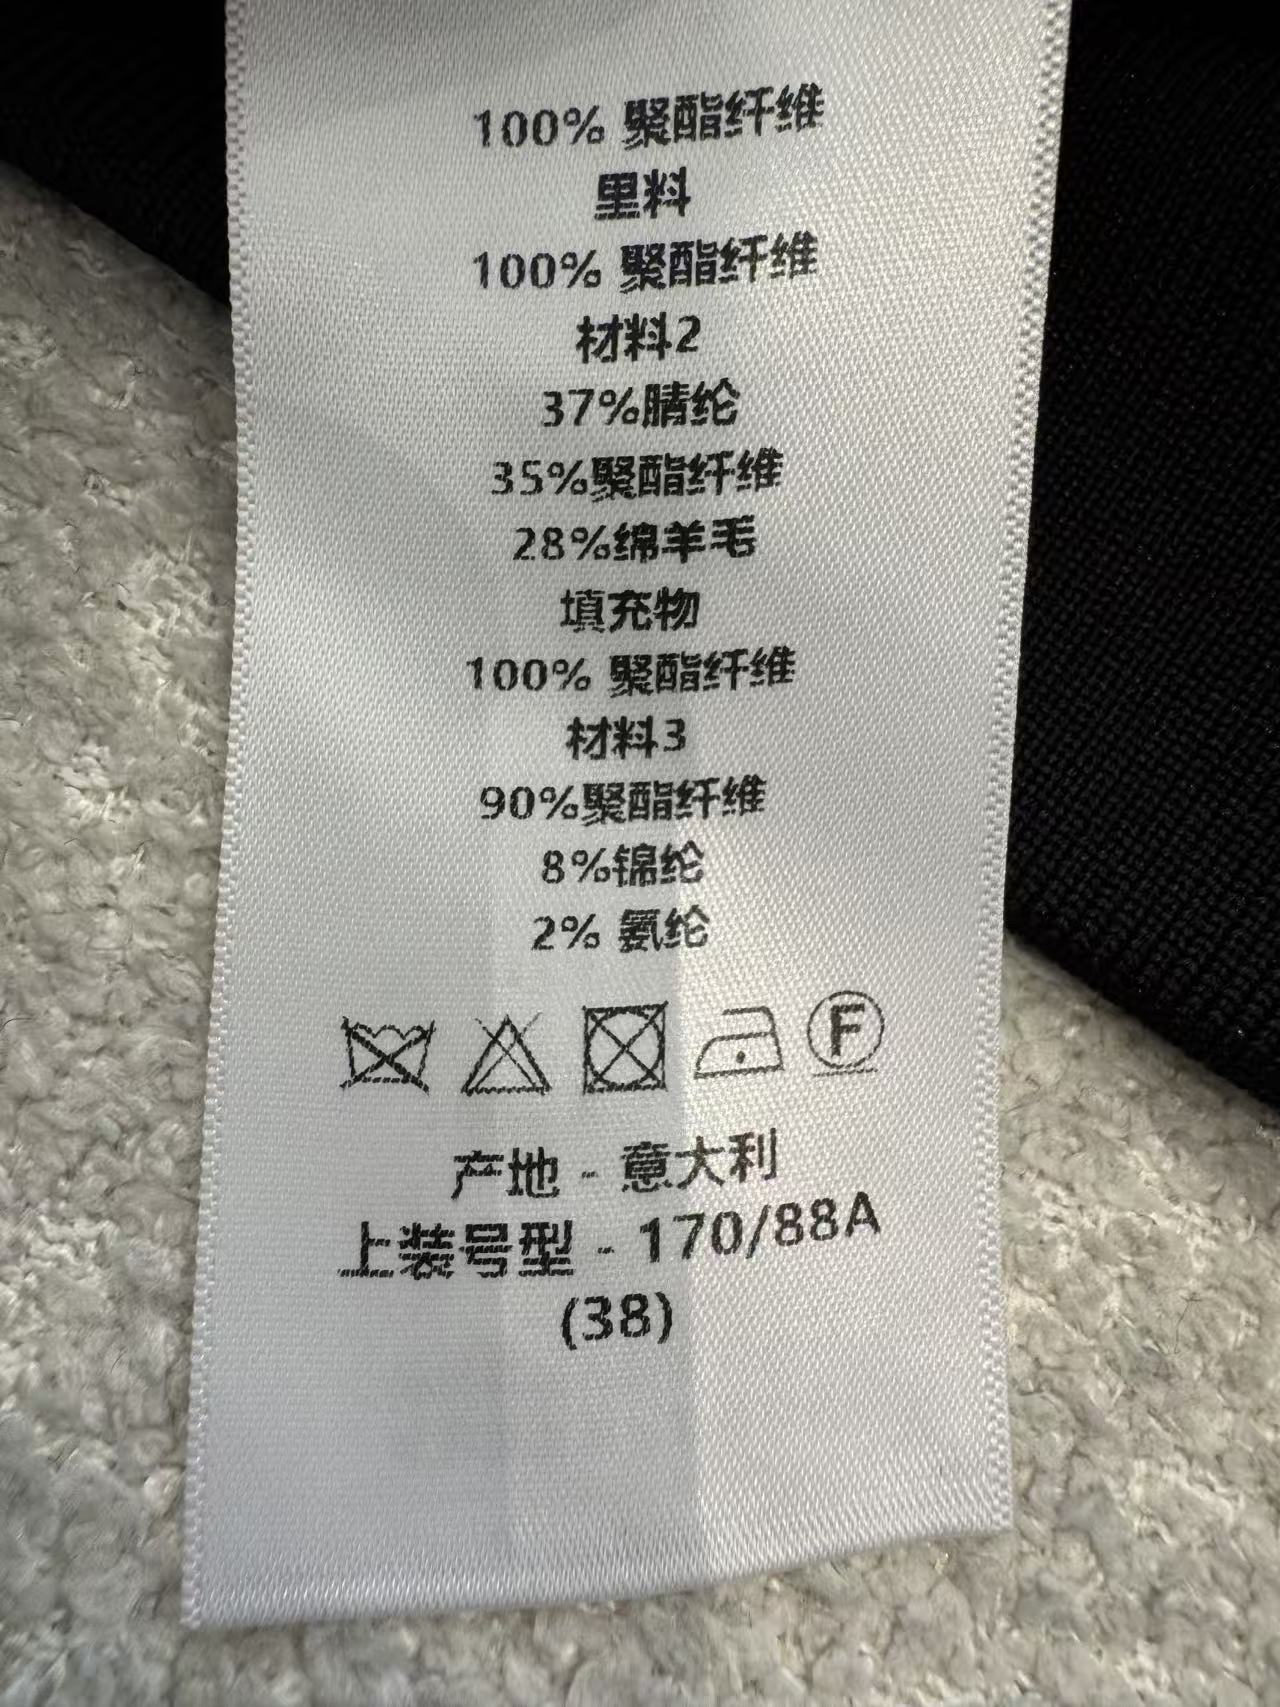 100% 聚酯纤维
里料
100% 聚酯纤维
材料2
37%腈纶
35%聚酯纤维
28%绵羊毛
填充物
100% 聚酯纤维
材料3
90%聚酯纤维
8%锦纶
2% 氨纶
F
产地 - 意大利
上装号型 - 170/88A
(38)